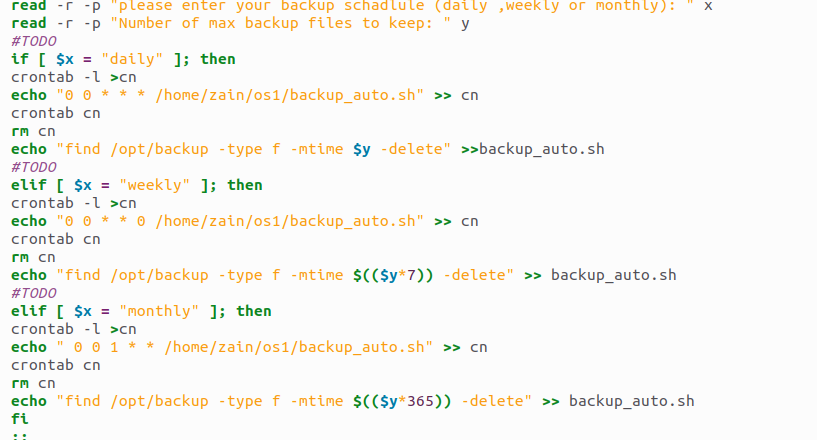 read -r -p "please enter your backup schadlule (daily ,weekly or monthly): " x
read -r -p "Number of max backup files to keep: " y
#TODO
if [ $x = "daily" ]; then
crontab -l >cn
echo "0 0 * * * /home/zain/os1/backup_auto.sh" >> cn
crontab cn
rm cn
echo "find /opt/backup -type f -mtime $y -delete" >>backup_auto.sh
#TODO
elif [ $x = "weekly" ]; then
crontab -l >cn
echo "0 0 * * 0 /home/zain/os1/backup_auto.sh" >> cn
crontab cn
rm cn
echo "find /opt/backup -type f -mtime $(($y*7)) -delete" >> backup_auto.sh
#TODO
elif [ $x = "monthly" ]; then
crontab -l >cn
echo " 0 0 1 * * /home/zain/os1/backup_auto.sh" >> cn
crontab cn
rm cn
echo "find /opt/backup -type f -mtime $(($y*365)) -delete" >> backup_auto.sh
fi
;;